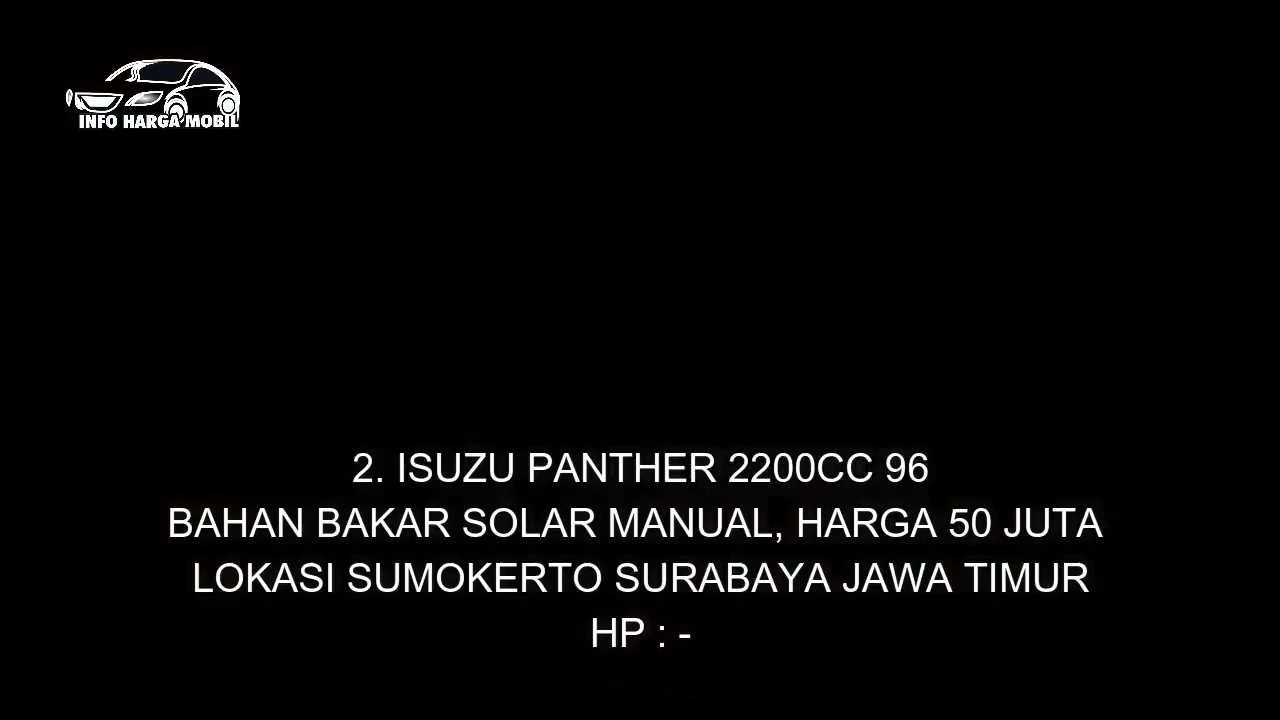 INFO HARGA MOBIL
2. ISUZU PANTHER 2200CC 96
BAHAN BAKAR SOLAR MANUAL, HARGA 50 JUTA
LOKASI SUMOKERTO SURABAYA JAWA TIMUR
HP : -